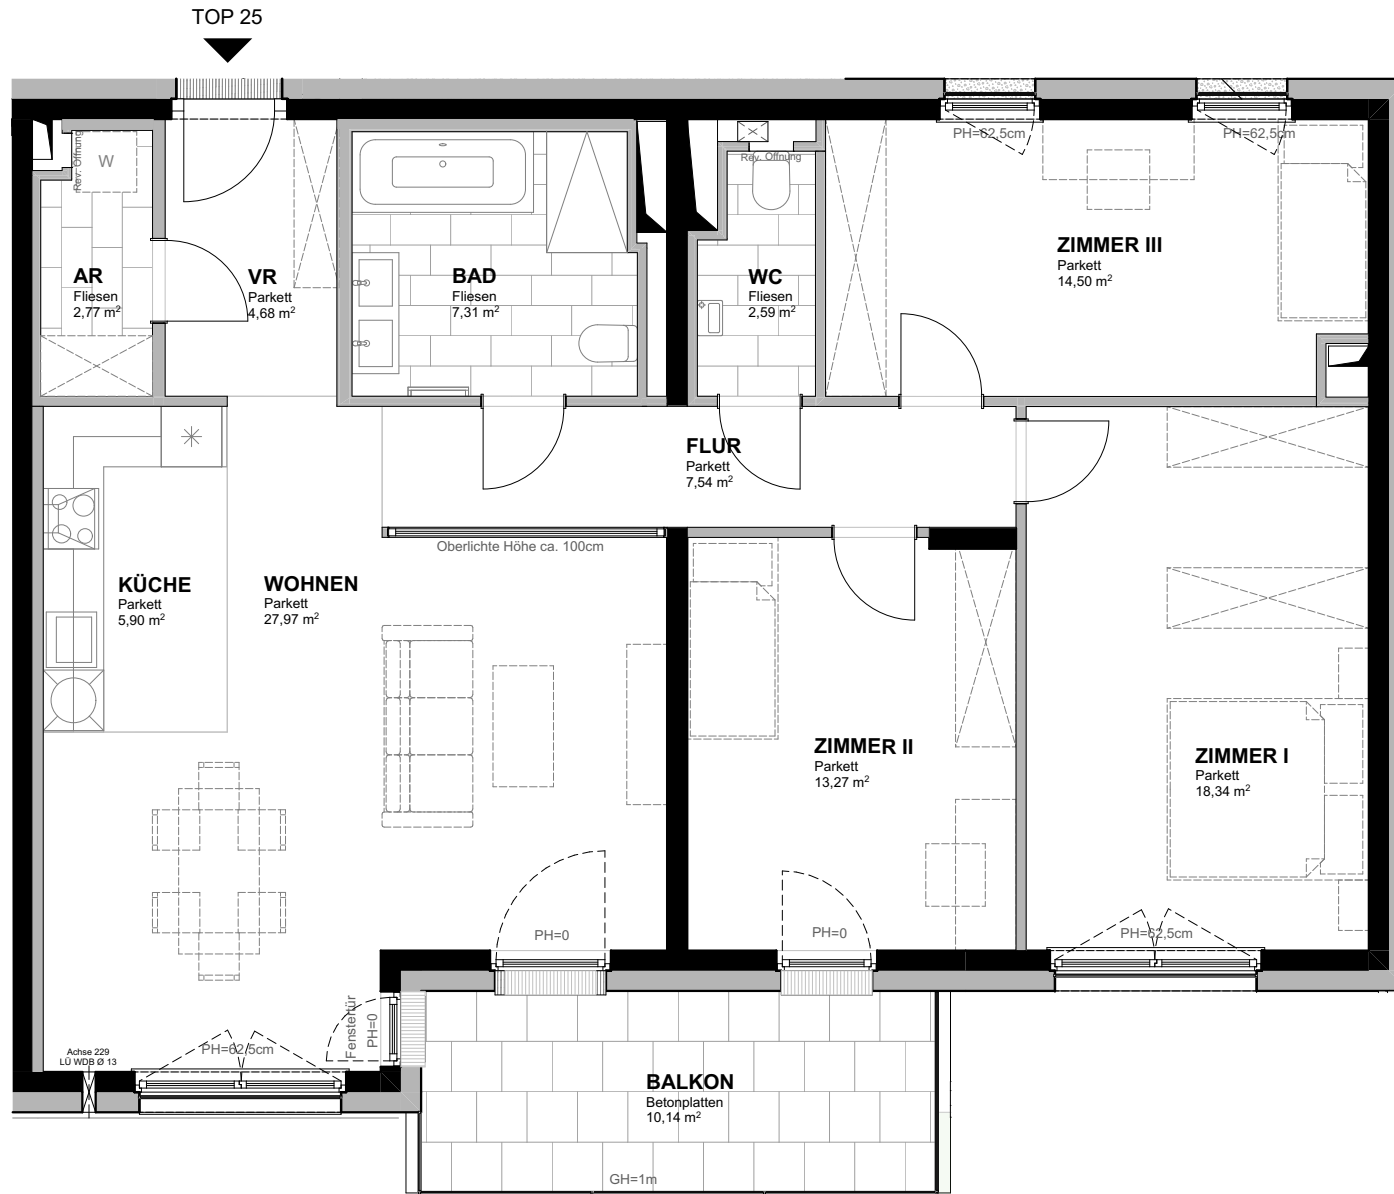 TOP 25
PH=62,5cm
PH=62,5cm
Rev. Öffnung
W
Rev. Öffnung
X
AR
Fliesen
2,77 m²
VR
Parkett
4,68 m²
BAD
Fliesen
7,31 m²
WC
Fliesen
2,59 m²
ZIMMER III
Parkett
14,50 m²
FLUR
Parkett
7,54 m²
Oberlichte Höhe ca. 100cm
KÜCHE
Parkett
5,90 m²
WOHNEN
Parkett
27,97 m²
ZIMMER II
Parkett
13,27 m²
ZIMMER I
Parkett
18,34 m²
PH=0
PH=0
PH=62,5cm
Fenstertür
PH=0
Achse 229
LÜ WDB Ø 13
PH=62,5cm
BALKON
Betonplatten
10,14 m²
GH=1m